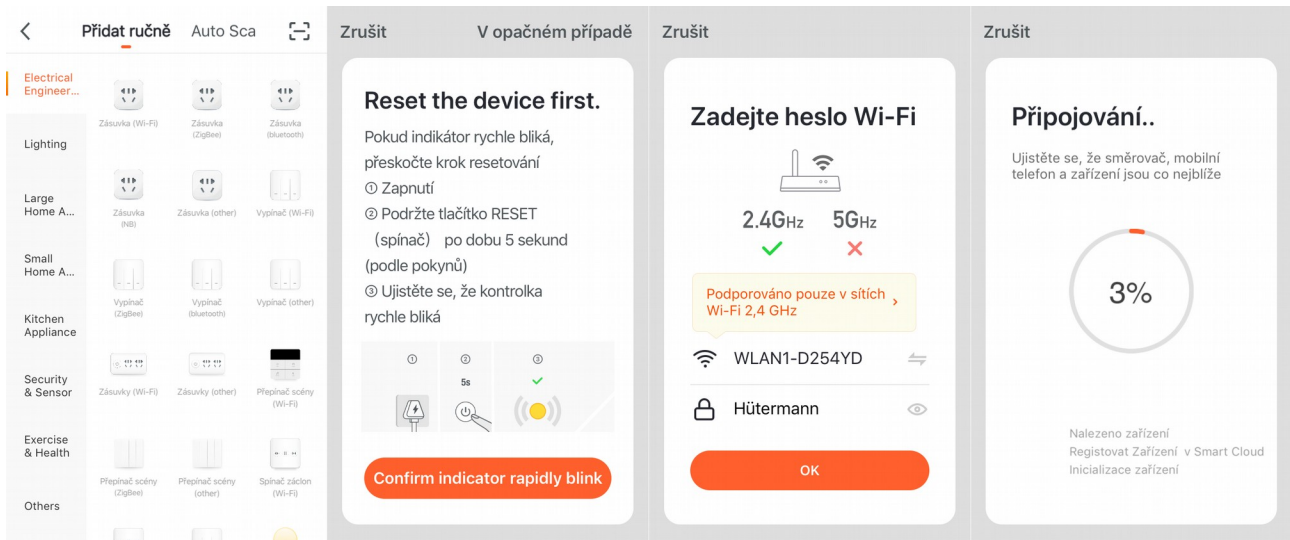 Přidat ručně Auto Sca
Electrical
Engineer...
Lighting
Large
Home A...
Small
Home A...
Kitchen
Appliance
Security
& Sensor
Exercise
& Health
Others
Zásuvka (Wi-Fi)
Zásuvka
(ZigBee)
Zásuvka
(bluetooth)
Zásuvka
(NB)
Zásuvka (other)
Vypínač (Wi-Fi)
Vypínač
(ZigBee)
Vypínač
(bluetooth)
Vypínač (other)
Zásuvky (Wi-Fi)
Zásuvky (other)
Přepínač scény
(Wi-Fi)
Přepínač scény
(ZigBee)
Přepínač scény
(other)
Spínač záclon
(Wi-Fi)
Zrušit V opačném případě
Reset the device first.
Pokud indikátor rychle bliká,
přeskočte krok resetování
① Zapnutí
② Podržte tlačítko RESET
(spínač) po dobu 5 sekund
(podle pokynů)
③ Ujistěte se, že kontrolka
rychle bliká
① ② ③
5s
Confirm indicator rapidly blink
Zrušit
Zadejte heslo Wi-Fi
2.4GHz 5GHz
Podporováno pouze v sítích
Wi-Fi 2,4 GHz
WLAN1-D254YD
Hütermann
OK
Zrušit
Připojování..
Ujistěte se, že směrovač, mobilní
telefon a zařízení jsou co nejblíže
3%
Nalezeno zařízení
Registovat Zařízení v Smart Cloud
Inicializace zařízení